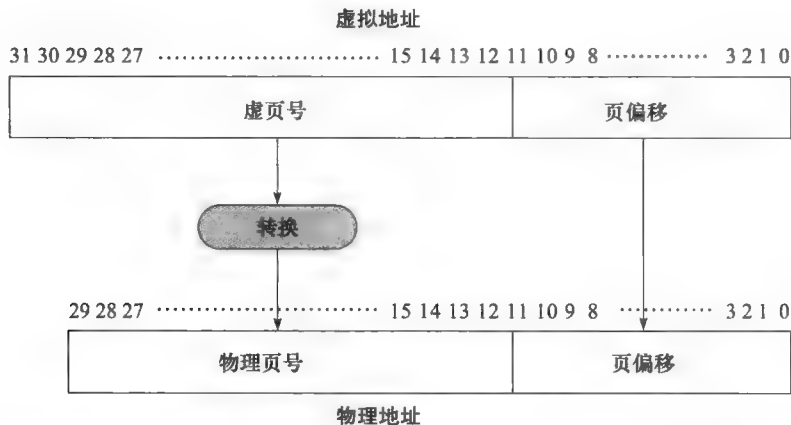 虚拟地址
31 30 29 28 27 ································ 15 14 13 12 11 10 9 8 ··············· 3 2 1 0
虚页号 页偏移
转换
29 28 27 ································ 15 14 13 12 11 10 9 8 ··············· 3 2 1 0
物理页号 页偏移
物理地址